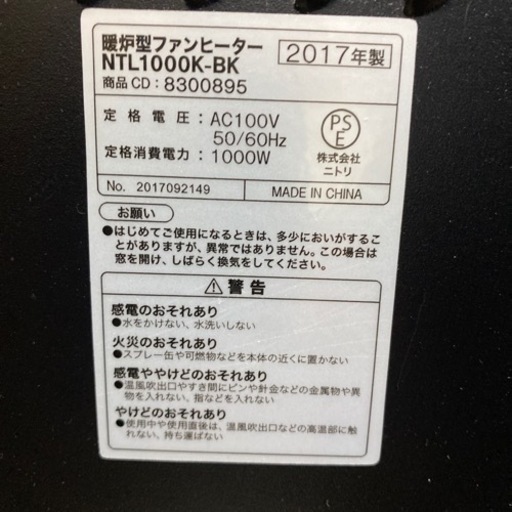 暖炉型ファンヒーター
NTL1000K-BK
2017年製
商品CD：8300895
定格電圧：AC100V
50/60Hz
定格消費電力：1000W
PSE
株式会社
ニトリ
No. 2017092149
MADE IN CHINA
お願い
●はじめてご使用になるときは、多少においがするこ
とがありますが、異常ではありません。この場合は
窓を開け、しばらく換気をしてください。
⚠警告
感電のおそれあり
●水をかけない、水洗いしない
火災のおそれあり
●スプレー缶や可燃物などを本体の近くに置かない
感電ややけどのおそれあり
●温風吹出口やすき間にピンや針金などの金属物や異
物を入れない、指などを入れない
やけどのおそれあり
●使用中や使用直後は、温風吹出口などの高温部に触
れない、持ち運ばない